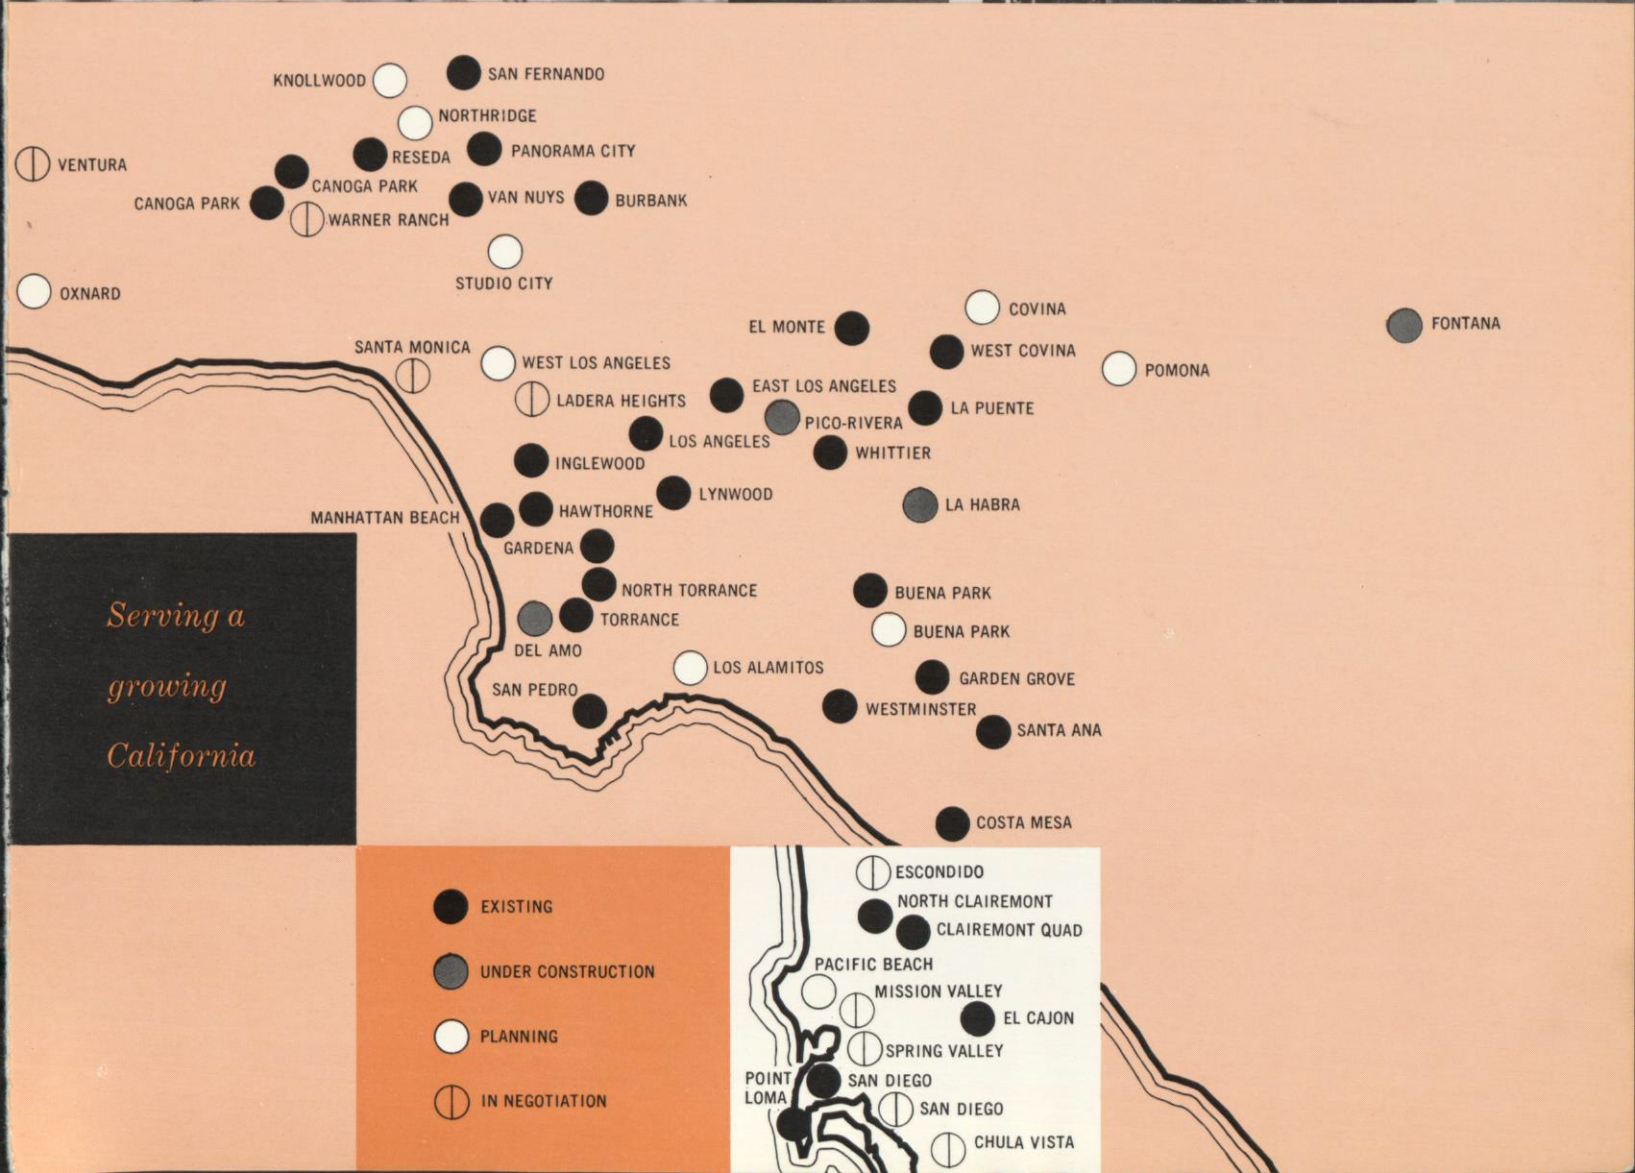 KNOLLWOOD
SAN FERNANDO
NORTHRIDGE
RESEDA
PANORAMA CITY
VENTURA
CANOGA PARK
CANOGA PARK
WARNER RANCH
VAN NUYS
BURBANK
STUDIO CITY
OXNARD
COVINA
EL MONTE
FONTANA
SANTA MONICA
WEST LOS ANGELES
WEST COVINA
POMONA
EAST LOS ANGELES
LADERA HEIGHTS
LA PUENTE
PICO-RIVERA
LOS ANGELES
WHITTIER
INGLEWOOD
LYNWOOD
LA HABRA
MANHATTAN BEACH
HAWTHORNE
GARDENA
NORTH TORRANCE
BUENA PARK
TORRANCE
BUENA PARK
DEL AMO
LOS ALAMITOS
GARDEN GROVE
SAN PEDRO
WESTMINSTER
SANTA ANA
COSTA MESA
Serving a
growing
California
EXISTING
UNDER CONSTRUCTION
PLANNING
IN NEGOTIATION
ESCONDIDO
NORTH CLAIREMONT
CLAIREMONT QUAD
PACIFIC BEACH
MISSION VALLEY
EL CAJON
SPRING VALLEY
POINT
LOMA
SAN DIEGO
SAN DIEGO
CHULA VISTA